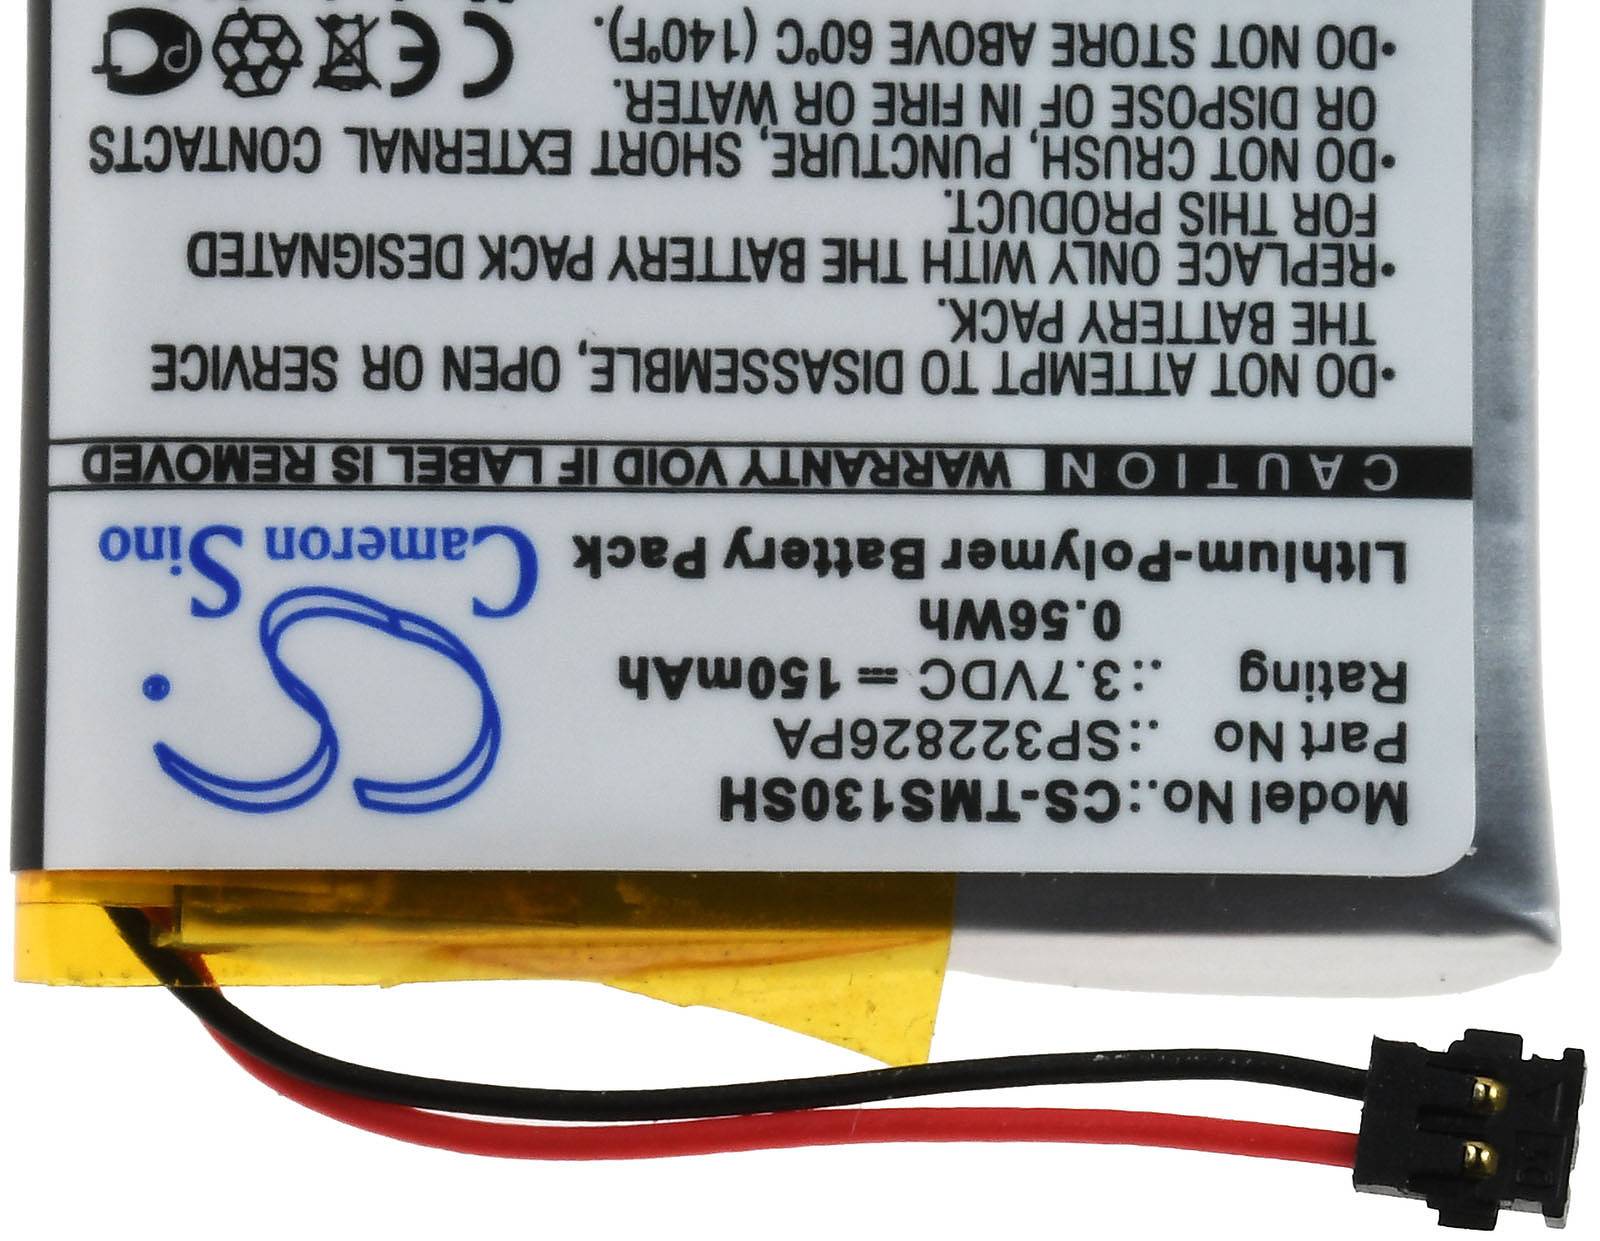 Model No.:CS-TMS130SH
Part No .:SP322826PA
Rating .:3.7VDC = 150mAh
0.56Wh
Lithium-Polymer Battery Pack
Cameron Sino
CAUTION WARRANTY VOID IF LABEL IS REMOVED
•DO NOT ATTEMPT TO DISASSEMBLE, OPEN OR SERVICE
THE BATTERY PACK.
•REPLACE ONLY WITH THE BATTERY PACK DESIGNATED
FOR THIS PRODUCT.
•DO NOT CRUSH, PUNCTURE, SHORT EXTERNAL CONTACTS
OR DISPOSE OF IN FIRE OR WATER.
•DO NOT STORE ABOVE 60°C (140°F).
CE